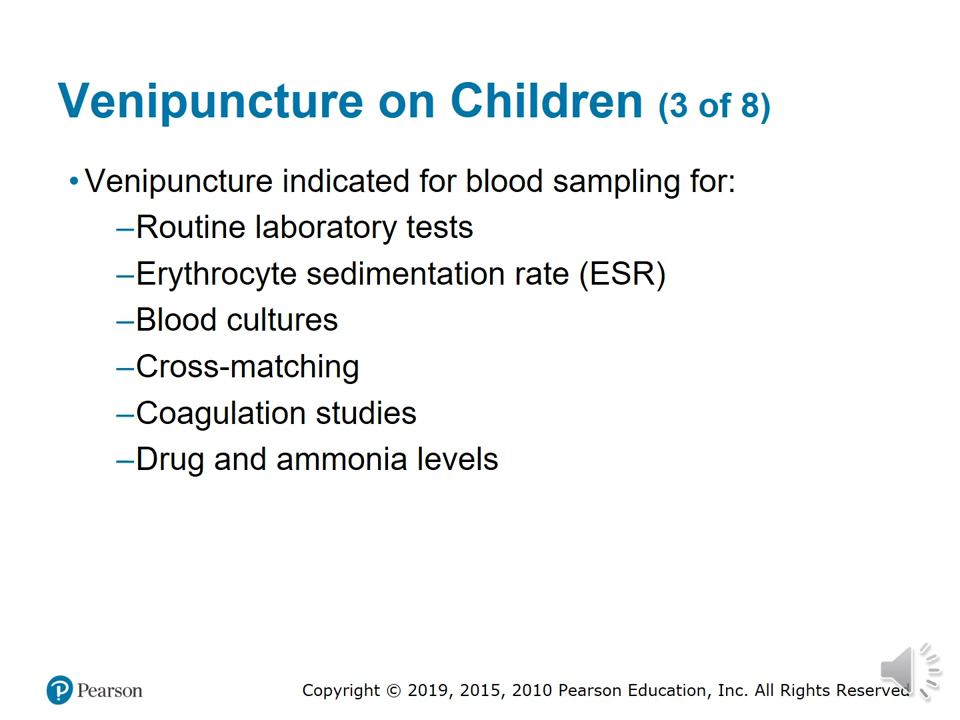 Venipuncture on Children (3 of 8)
• Venipuncture indicated for blood sampling for:
–Routine laboratory tests
–Erythrocyte sedimentation rate (ESR)
–Blood cultures
–Cross-matching
–Coagulation studies
–Drug and ammonia levels
Pearson
Copyright © 2019, 2015, 2010 Pearson Education, Inc. All Rights Reserved